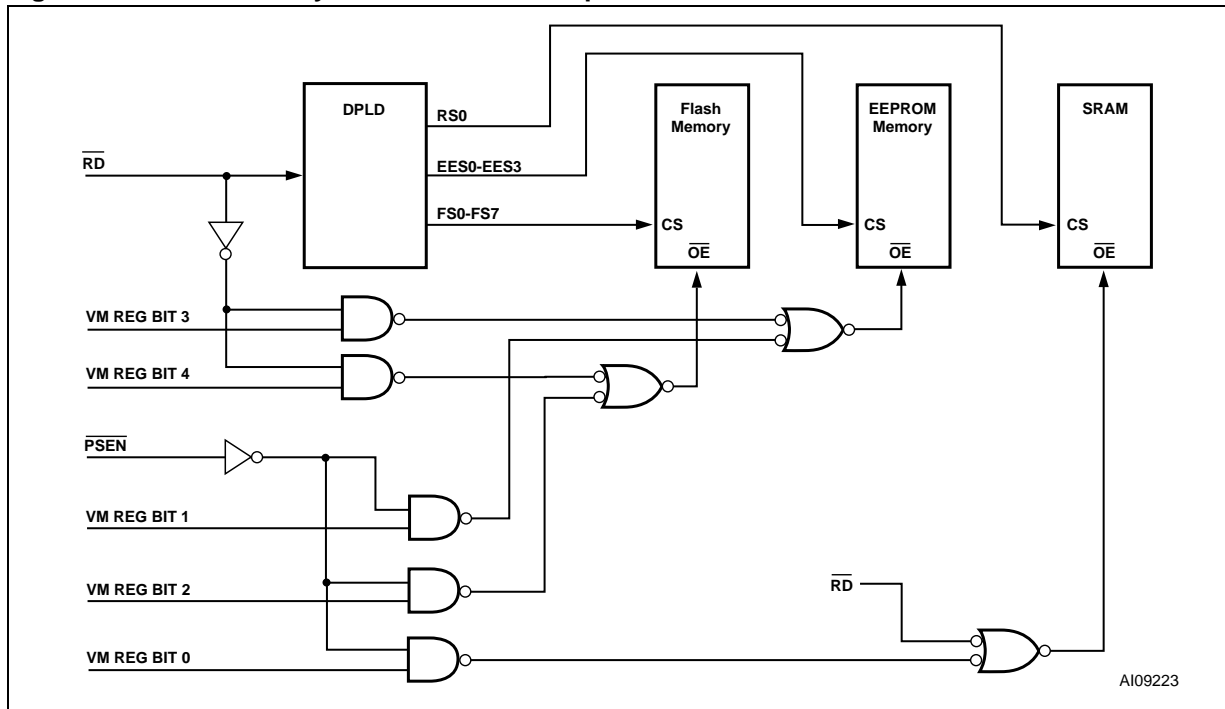 DPLD
Flash
Memory
EEPROM
Memory
SRAM
RS0
RD
EES0-EES3
FS0-FS7
CS
CS
CS
OE
OE
OE
VM REG BIT 3
VM REG BIT 4
PSEN
VM REG BIT 1
VM REG BIT 2
RD
VM REG BIT 0
AI09223